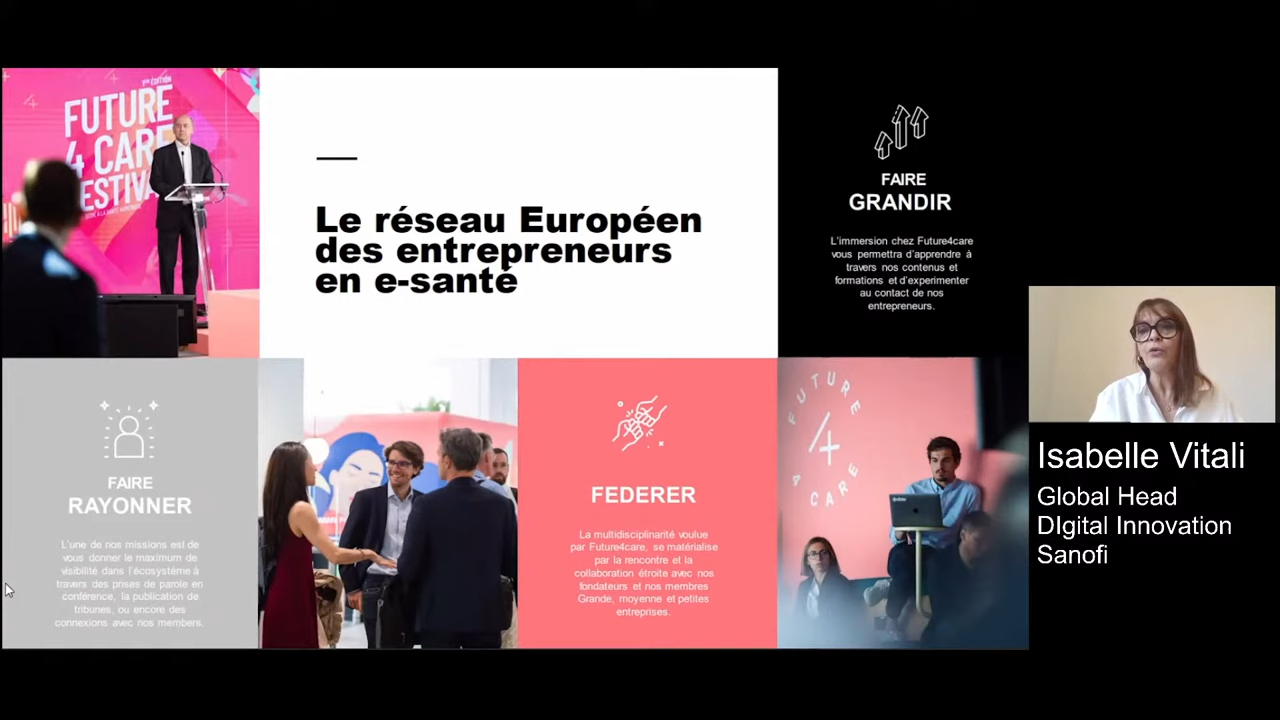 1ÈRE ÉDITION
FUTURE
4 CARE
FESTIVA
Le réseau Européen
des entrepreneurs
en e-santé
FAIRE
GRANDIR
L'immersion chez Future4care
vous permettra d'apprendre à
travers nos contenus et
formations et d'experimenter
au contact de nos
entrepreneurs.
FAIRE
RAYONNER
L'une de nos missions est de
vous donner le maximum de
visibilité dans l'écosystème à
travers des prises de parole en
conférence, la publication de
tribunes, ou encore des
connexions avec nos members.
FEDERER
La multidisciplinarité voulue
par Future4care, se matérialise
par la rencontre et la
collaboration étroite avec nos
fondateurs et nos membres
Grande, moyenne et petites
entreprises.
FUTURE
4
CARE
Isabelle Vitali
Global Head
DIgital Innovation
Sanofi